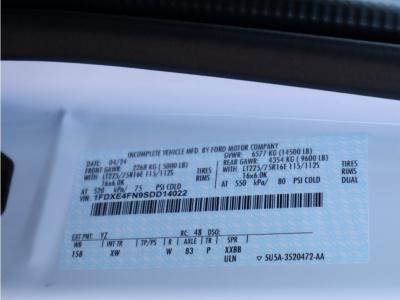 INCOMPLETE VEHICLE MFD. BY FORD MOTOR COMPANY
DATE: 04/24 GVWR: 6577 KG (14500 LB)
FRONT GAWR: 2268 KG (5000 LB) REAR GAWR: 4354 KG (9600 LB)
WITH LT225/75R16E 115/112S TIRES WITH LT225/75R16E 115/112S TIRES
16x6.0K RIMS 16x6.0K RIMS
AT 520 kPa/ 75 PSI COLD AT 550 kPa/ 80 PSI COLD
VIN: 1FDXE4FN9SDD14022
EXT PNT: YZ RC: 48 DSO:
WB INT TR TP/PS R AXLE TR SPR
158 XW W B3 P XXBB
ULN 5U5A-3520472-AA